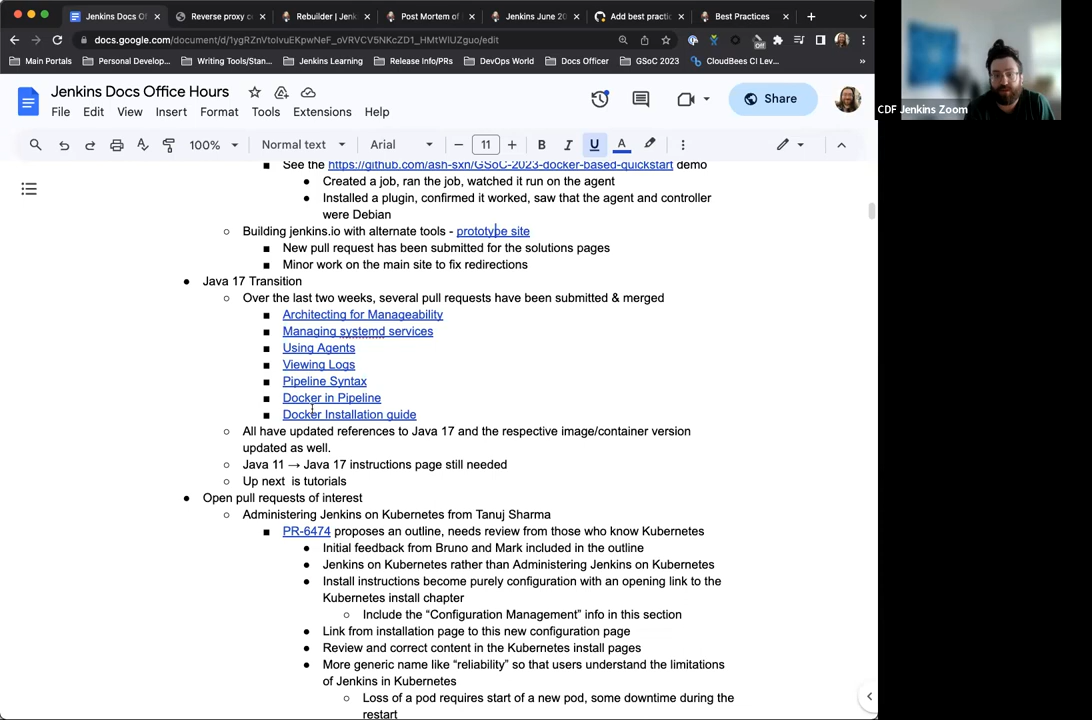 Jenkins Docs Of
Reverse proxy c
Rebuilder | Jenk
Post Mortem of
Jenkins June 20
Add best practic
Best Practices
docs.google.com/document/d/1ygRZnVtoIvuEKpwNeF_oVRVCV5NKcZD1_HMtWlUZguo/edit
Off
Main Portals
Personal Develop...
Writing Tools/Stan...
Jenkins Learning
Release Info/PRs
DevOps World
Docs Officer
GSoC 2023
CloudBees CI Lev...
»
Jenkins Docs Office Hours
File Edit View Insert Format Tools Extensions Help
Share
100% Normal text Arial 11 B I U A
See the https://github.com/ash-sxn/GSoC-2023-docker-based-quickstart demo
Created a job, ran the job, watched it run on the agent
Installed a plugin, confirmed it worked, saw that the agent and controller
were Debian
Building jenkins.io with alternate tools - prototype site
New pull request has been submitted for the solutions pages
Minor work on the main site to fix redirections
Java 17 Transition
Over the last two weeks, several pull requests have been submitted & merged
Architecting for Manageability
Managing systemd services
Using Agents
Viewing Logs
Pipeline Syntax
Docker in Pipeline
Docker Installation guide
All have updated references to Java 17 and the respective image/container version
updated as well.
Java 11 → Java 17 instructions page still needed
Up next is tutorials
Open pull requests of interest
Administering Jenkins on Kubernetes from Tanuj Sharma
PR-6474 proposes an outline, needs review from those who know Kubernetes
Initial feedback from Bruno and Mark included in the outline
Jenkins on Kubernetes rather than Administering Jenkins on Kubernetes
Install instructions become purely configuration with an opening link to the
Kubernetes install chapter
Include the “Configuration Management” info in this section
Link from installation page to this new configuration page
Review and correct content in the Kubernetes install pages
More generic name like “reliability” so that users understand the limitations
of Jenkins in Kubernetes
Loss of a pod requires start of a new pod, some downtime during the
restart
CDF Jenkins Zoom